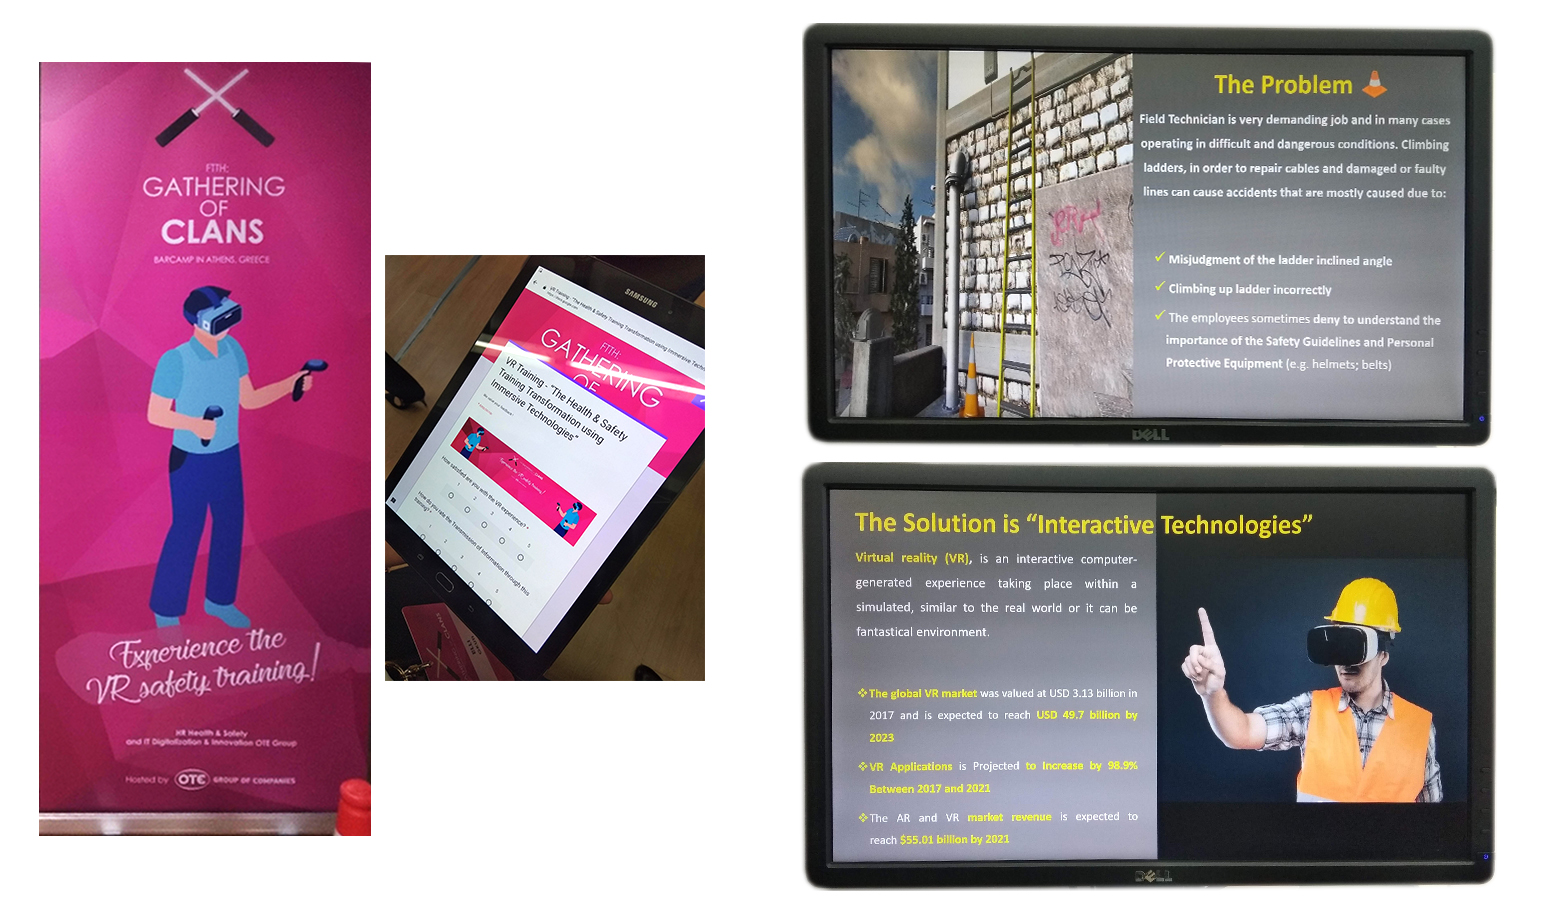 FTTH:
GATHERING
OF
CLANS
BARCAMP IN ATHENS, GREECE
Experience the
VR safety training!
HR Health & Safety
and IT Digitalization & Innovation OTE Group
Hosted by OTE GROUP OF COMPANIES
SAMSUNG
VR Training - "The Health & Safety Training Transformation using Immersive Techn
FTTH:
GATHERING
OF
VR Training - "The Health & Safety
Training Transformation using
Immersive Technologies"
How satisfied are you with the VR experience? *
1 2 3 4 5
How do you rate the Transmission of Information through this
training? *
1 2 3 4 5
The Problem
Field Technician is very demanding job and in many cases
operating in difficult and dangerous conditions. Climbing
ladders, in order to repair cables and damaged or faulty
lines can cause accidents that are mostly caused due to:
✓ Misjudgment of the ladder inclined angle
✓ Climbing up ladder incorrectly
✓ The employees sometimes deny to understand the
importance of the Safety Guidelines and Personal
Protective Equipment (e.g. helmets; belts)
DELL
The Solution is “Interactive Technologies”
Virtual reality (VR), is an interactive computer-
generated experience taking place within a
simulated, similar to the real world or it can be
fantastical environment.
❖ The global VR market was valued at USD 3.13 billion in
2017 and is expected to reach USD 49.7 billion by
2023
❖ VR Applications is Projected to Increase by 98.9%
Between 2017 and 2021
❖ The AR and VR market revenue is expected to
reach $55.01 billion by 2021
DELL